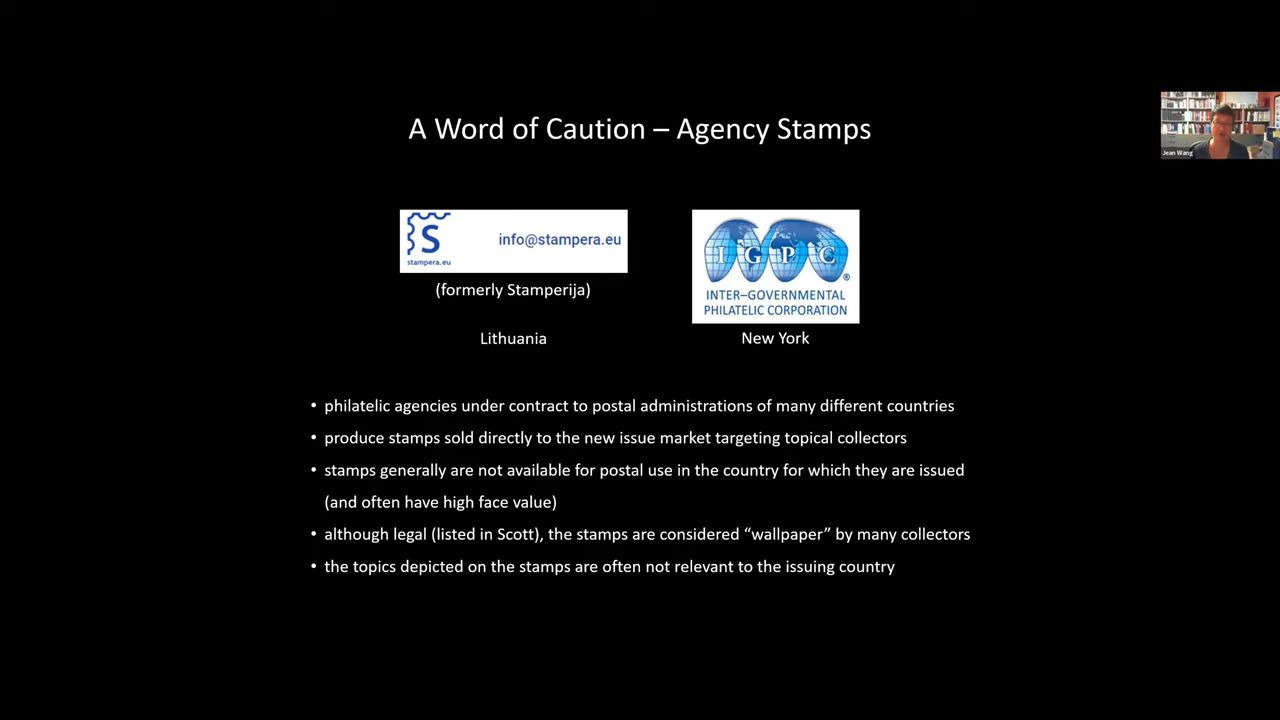 A Word of Caution – Agency Stamps
S
stampera.eu
info@stampera.eu
(formerly Stamperija)
Lithuania
I G P C
®
INTER–GOVERNMENTAL
PHILATELIC CORPORATION
New York
• philatelic agencies under contract to postal administrations of many different countries
• produce stamps sold directly to the new issue market targeting topical collectors
• stamps generally are not available for postal use in the country for which they are issued
(and often have high face value)
• although legal (listed in Scott), the stamps are considered “wallpaper” by many collectors
• the topics depicted on the stamps are often not relevant to the issuing country
Jean Wang